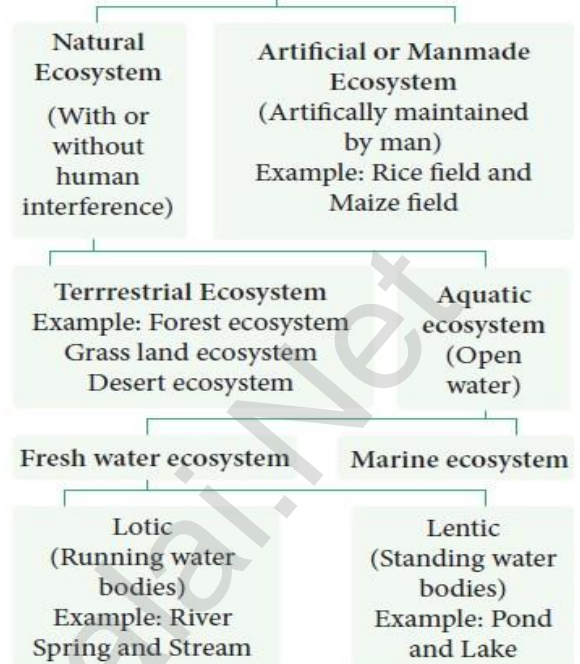 Natural
Ecosystem
(With or
without
human
interference)
Artificial or Manmade
Ecosystem
(Artifically maintained
by man)
Example: Rice field and
Maize field
Terrrestrial Ecosystem
Example: Forest ecosystem
Grass land ecosystem
Desert ecosystem
Aquatic
ecosystem
(Open
water)
Fresh water ecosystem
Marine ecosystem
Lotic
(Running water
bodies)
Example: River
Spring and Stream
Lentic
(Standing water
bodies)
Example: Pond
and Lake
alai.Net